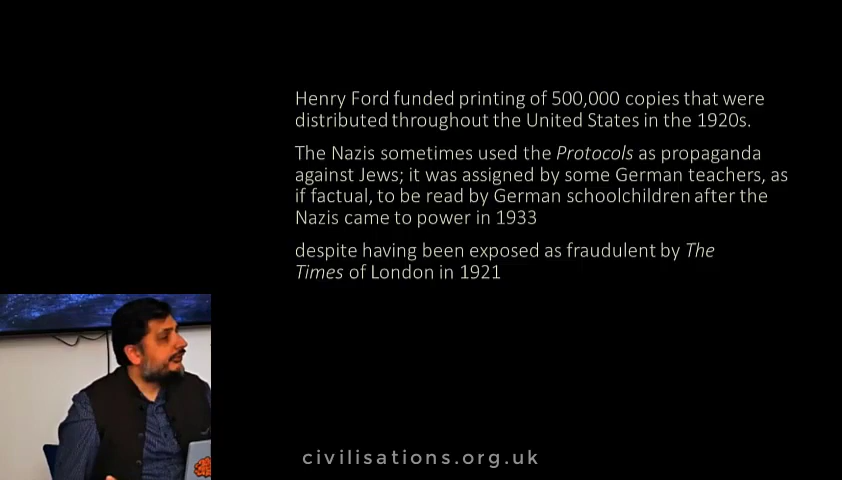 Henry Ford funded printing of 500,000 copies that were
distributed throughout the United States in the 1920s.
The Nazis sometimes used the Protocols as propaganda
against Jews; it was assigned by some German teachers, as
if factual, to be read by German schoolchildren after the
Nazis came to power in 1933
despite having been exposed as fraudulent by The
Times of London in 1921
civilisations.org.uk